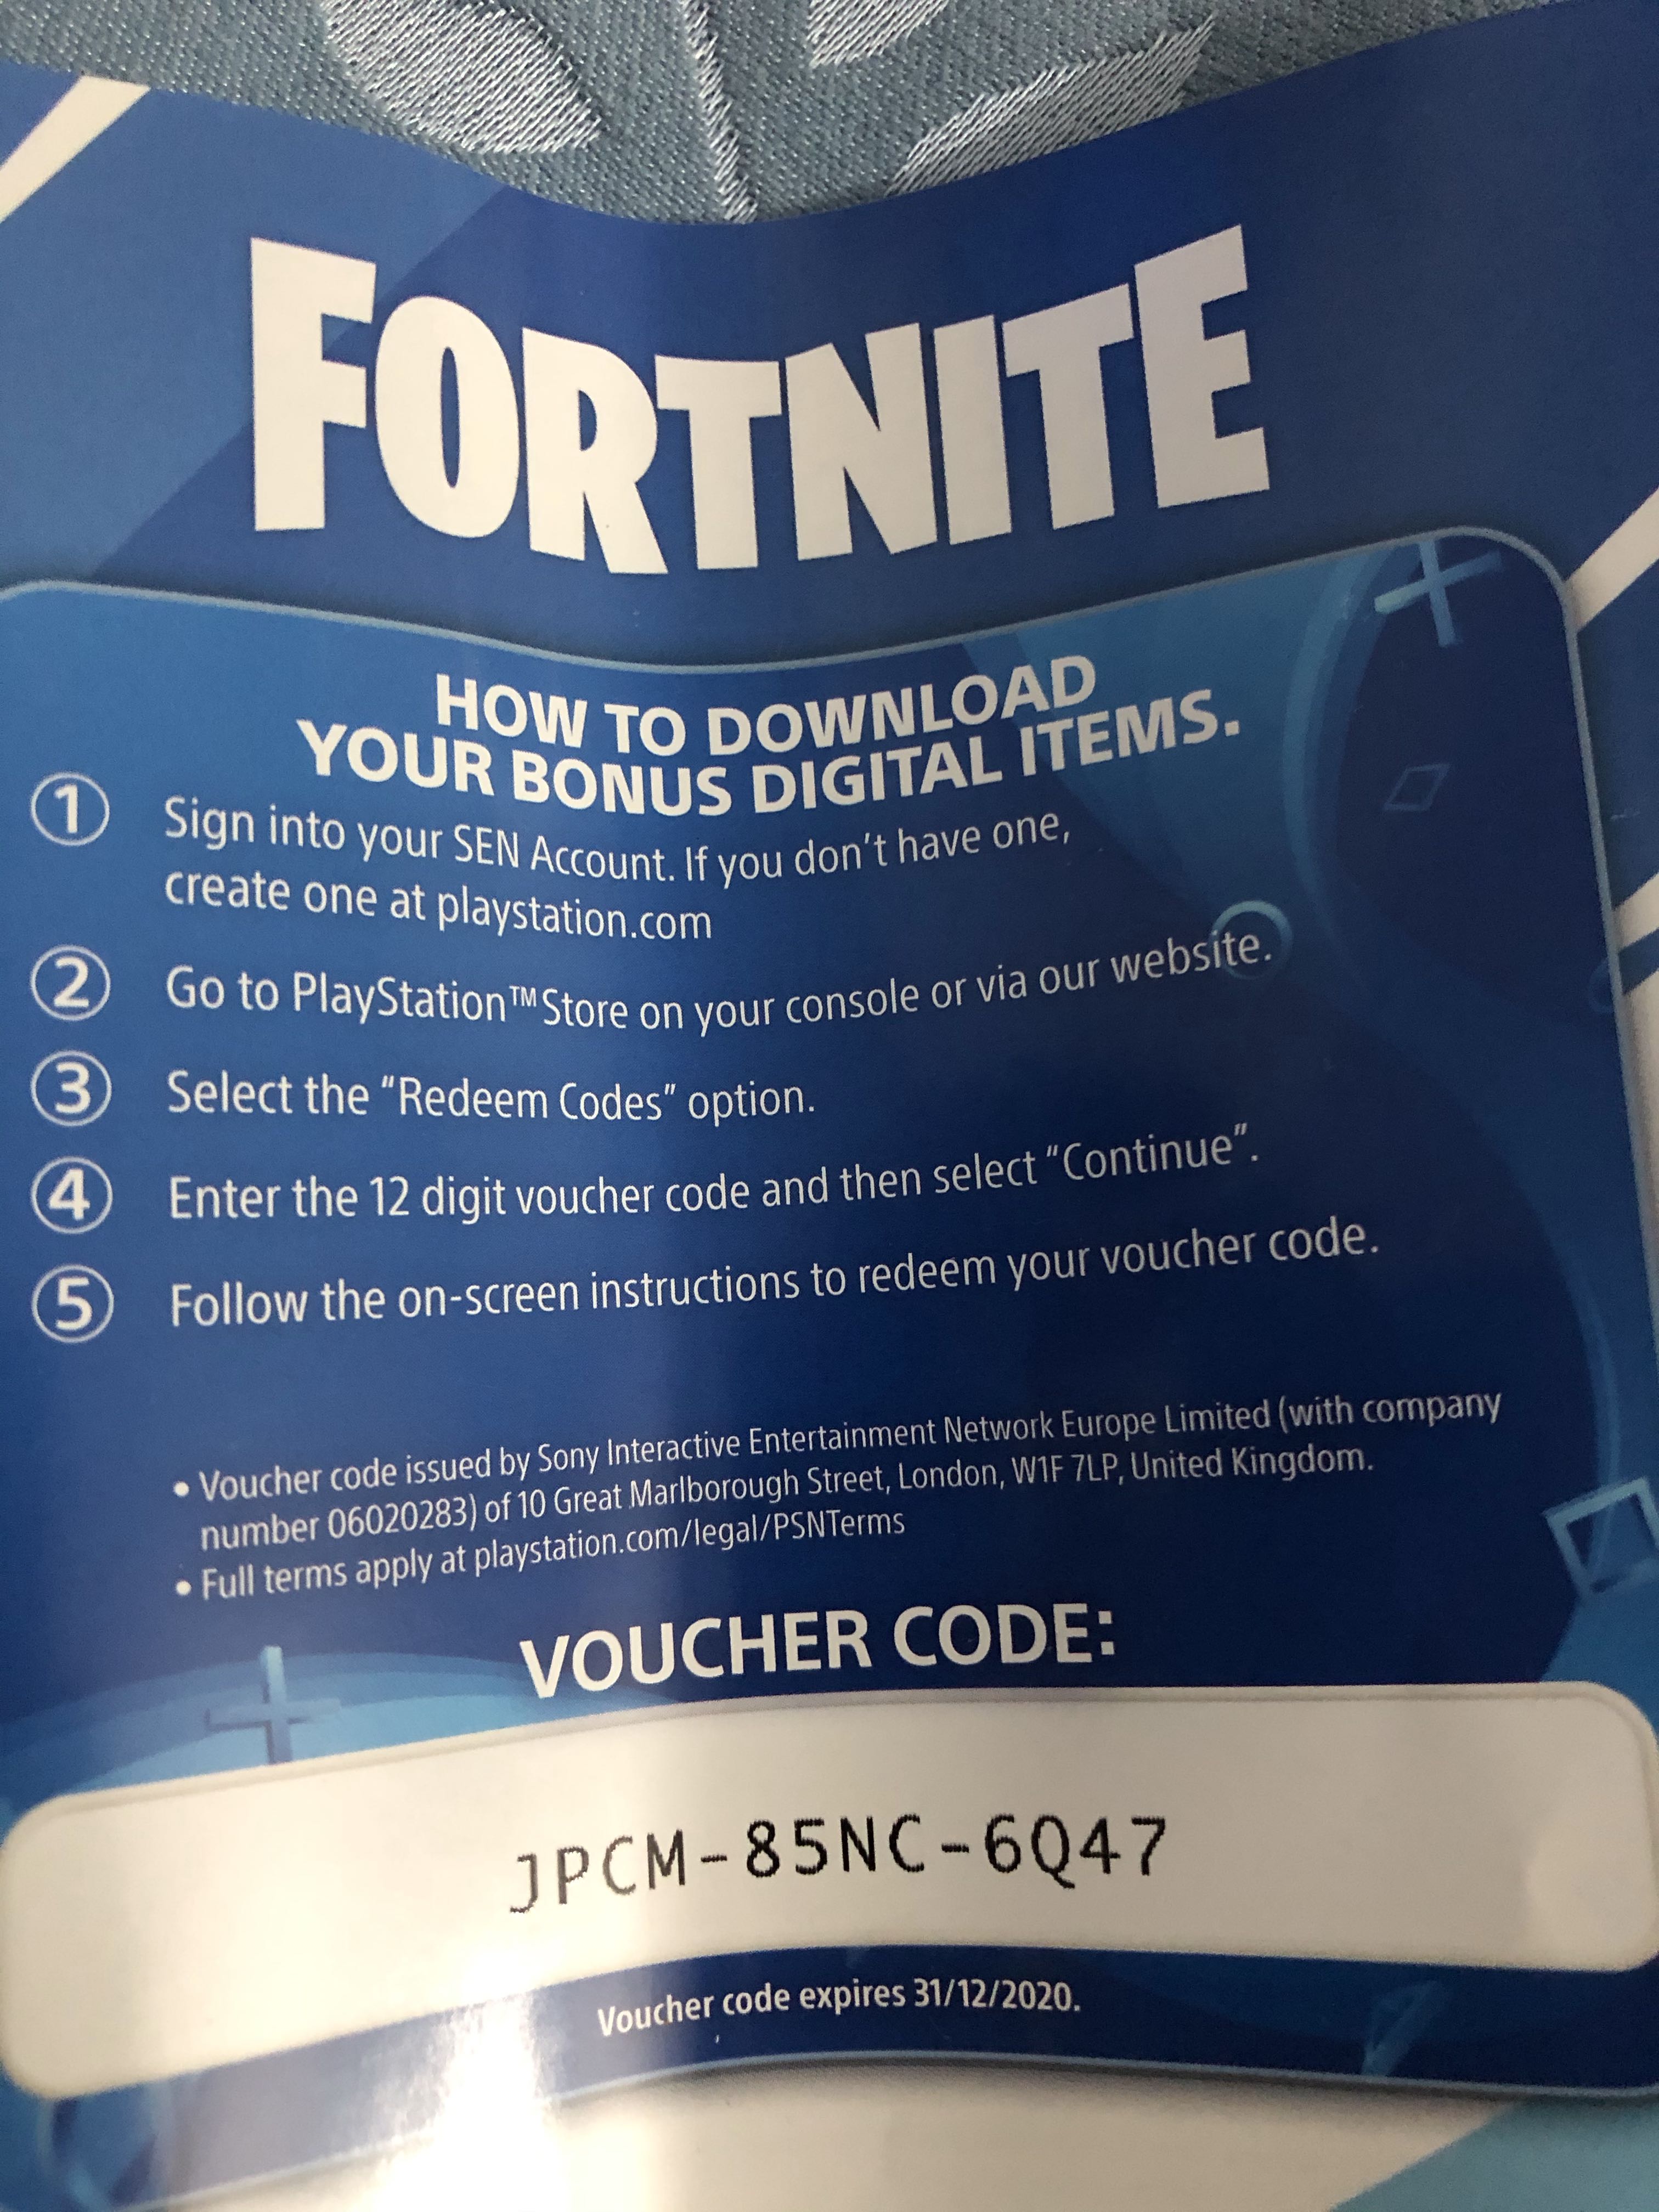 FORTNITE
HOW TO DOWNLOAD
YOUR BONUS DIGITAL ITEMS.
① Sign into your SEN Account. If you don't have one,
create one at playstation.com
② Go to PlayStation™Store on your console or via our website.
③ Select the “Redeem Codes” option.
④ Enter the 12 digit voucher code and then select “Continue”.
⑤ Follow the on-screen instructions to redeem your voucher code.
• Voucher code issued by Sony Interactive Entertainment Network Europe Limited (with company
number 06020283) of 10 Great Marlborough Street, London, W1F 7LP, United Kingdom.
• Full terms apply at playstation.com/legal/PSNTerms
VOUCHER CODE:
JPCM-85NC-6Q47
Voucher code expires 31/12/2020.